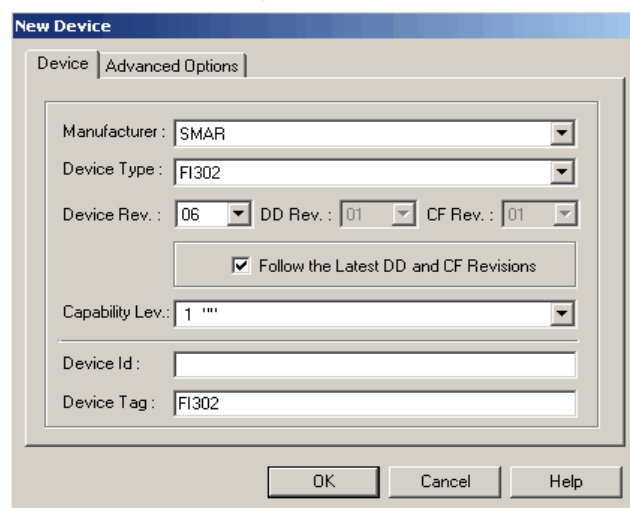 New Device
Device Advanced Options
Manufacturer : SMAR
Device Type : FI302
Device Rev. : 06 DD Rev. : 01 CF Rev. : 01
Follow the Latest DD and CF Revisions
Capability Lev.: 1 ""
Device Id :
Device Tag : FI302
OK Cancel Help